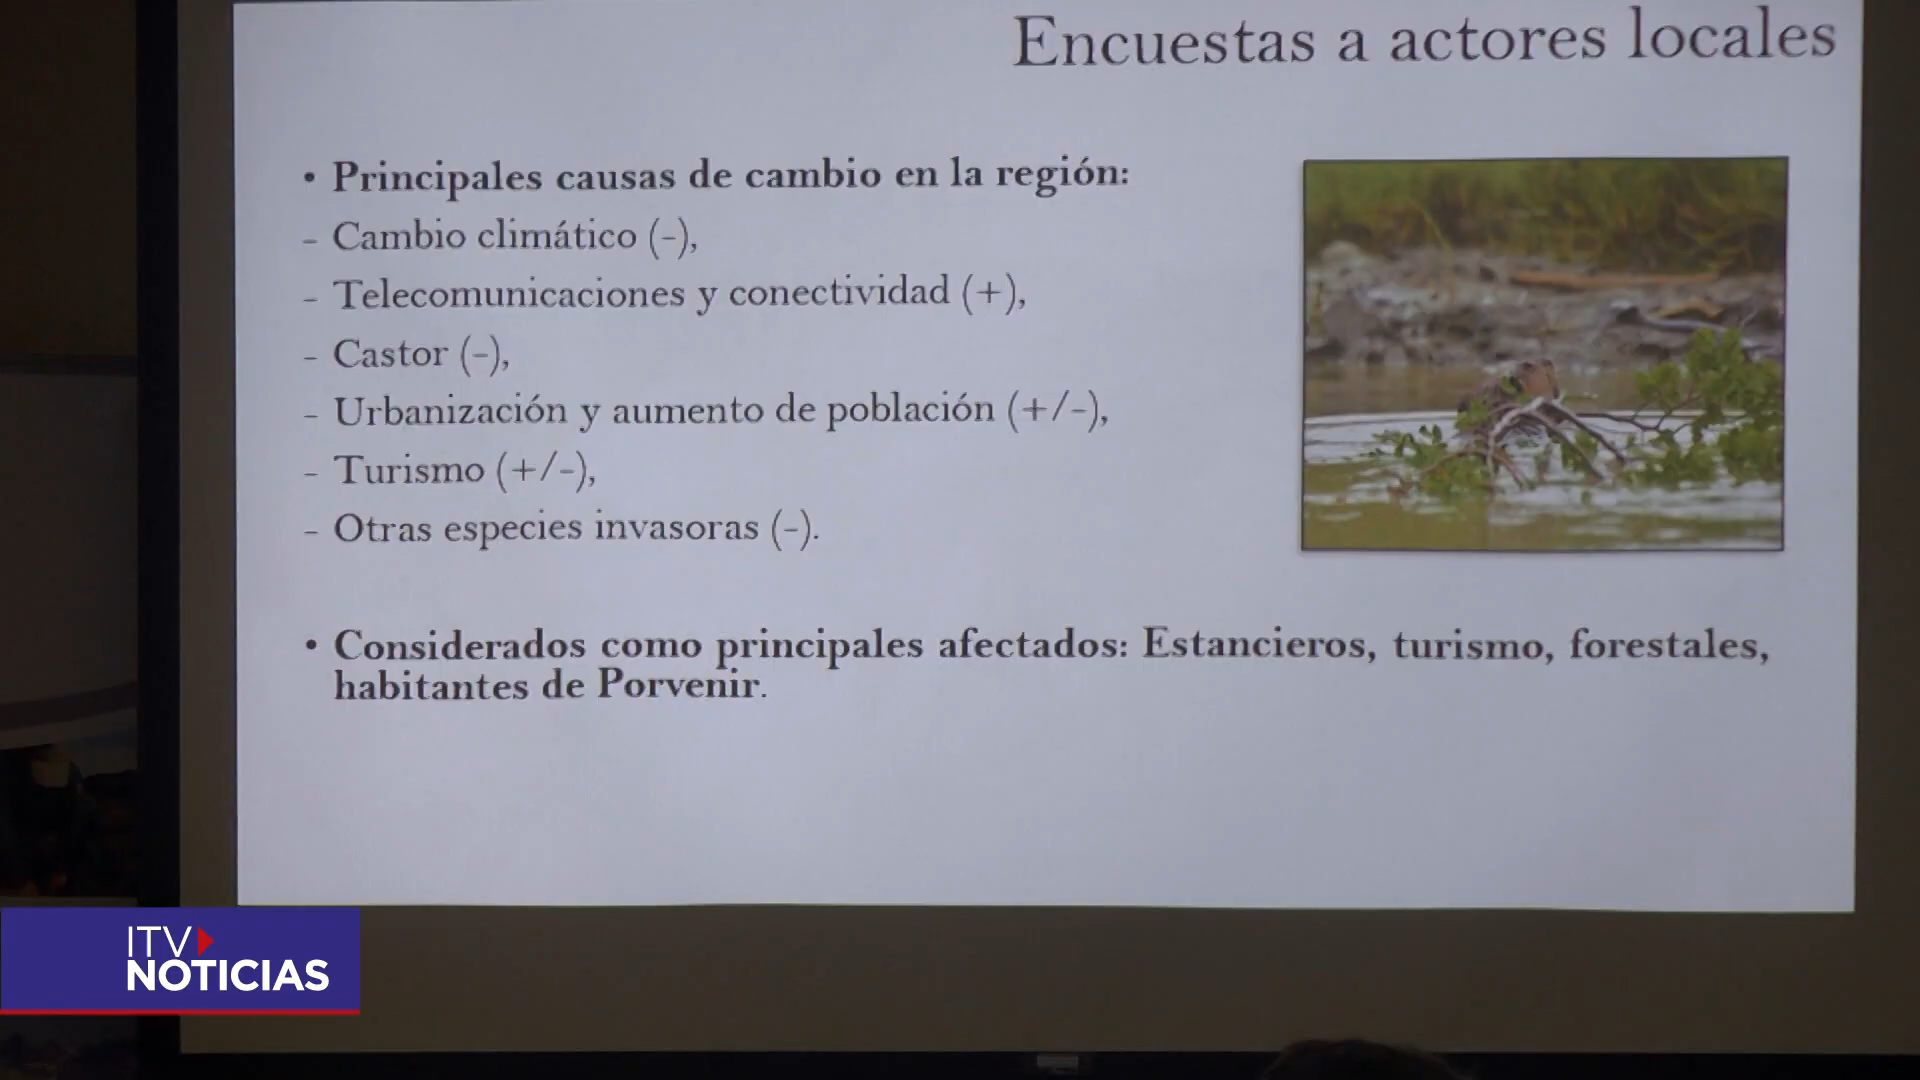 Encuestas a actores locales
• Principales causas de cambio en la región:
- Cambio climático (-),
- Telecomunicaciones y conectividad (+),
- Castor (-),
- Urbanización y aumento de población (+/-),
- Turismo (+/-),
- Otras especies invasoras (-).
• Considerados como principales afectados: Estancieros, turismo, forestales,
habitantes de Porvenir.
ITV
NOTICIAS